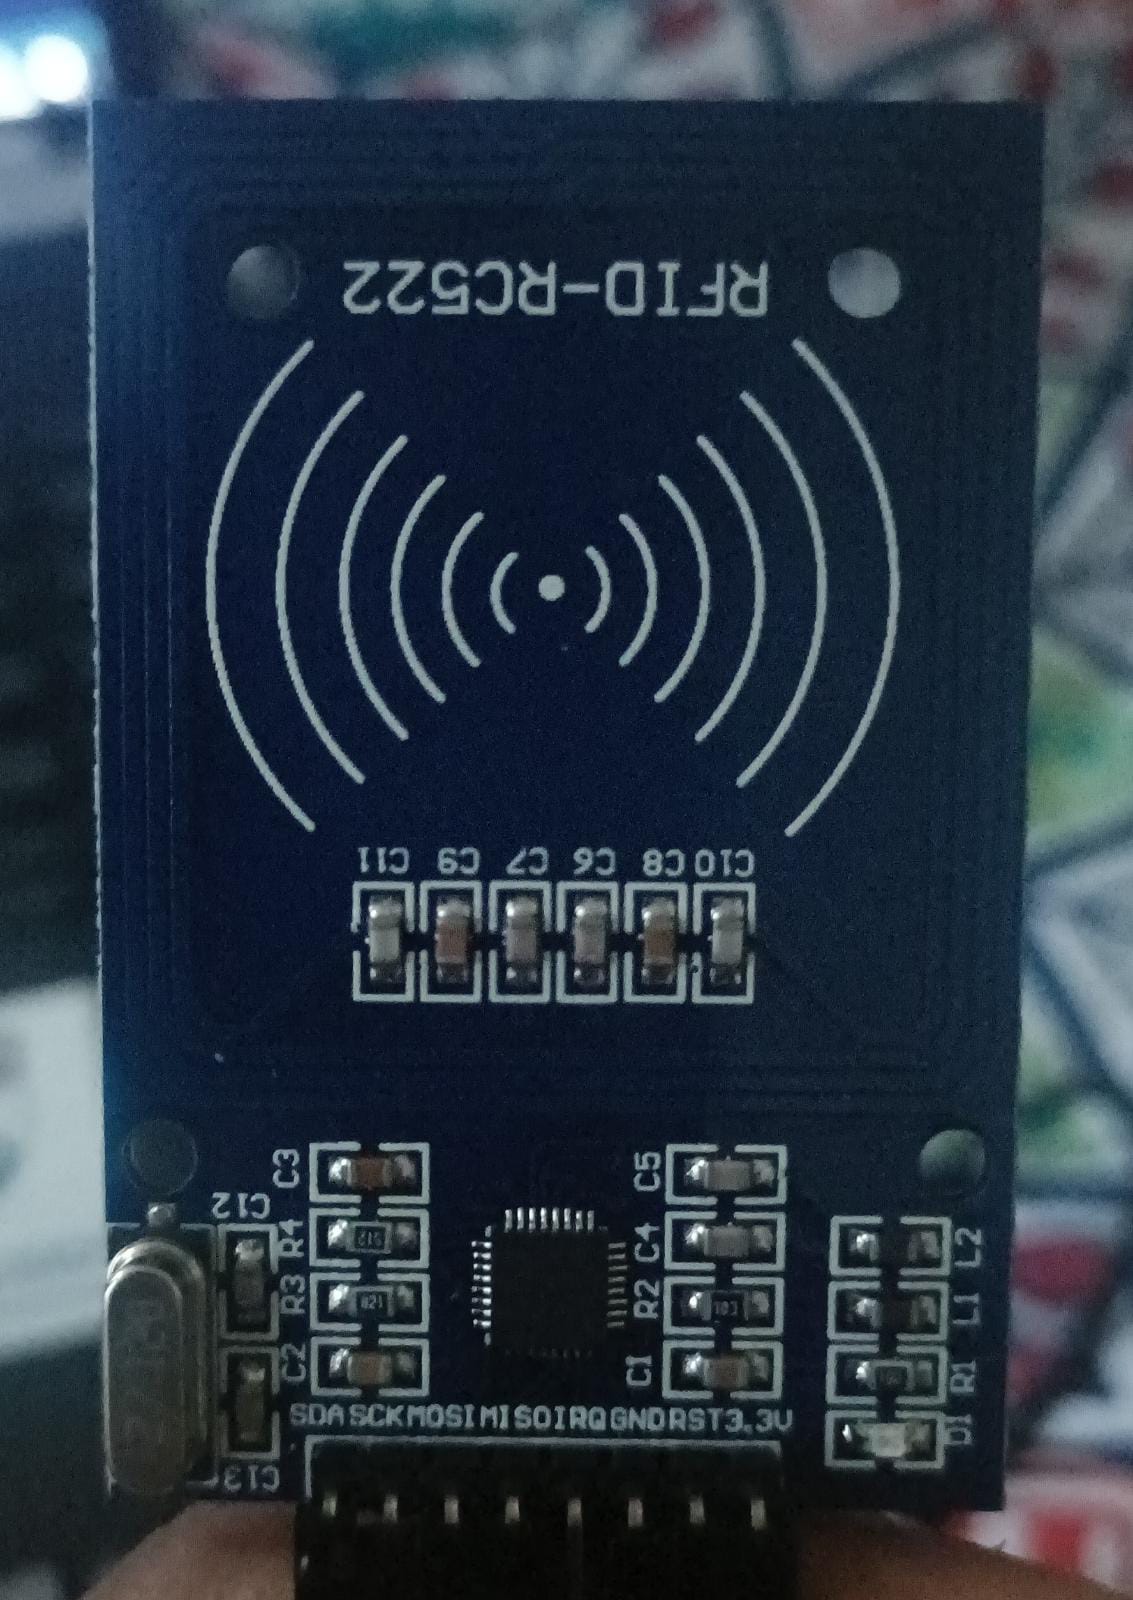 RFID-RC522
C11 C9 C7 C6 C8 C10
C3
C5
C12
R4
C4
L2
R3
R2
L1
C2
C1
R1
D1
SDA SCK MOSI MISO IRQ GND RST 3.3V
C13